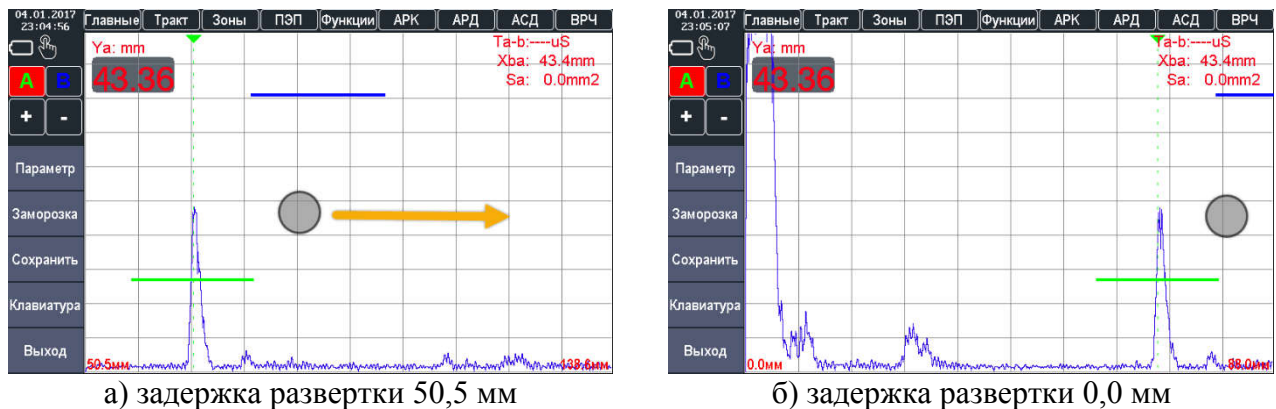 04.01.2017
23:04:56
Главные Тракт Зоны ПЭП Функции АРК АРД АСД ВРЧ
Ya: mm
43.36
Ta-b:----uS
Xba: 43.4mm
Sa: 0.0mm2
A B
+ -
Параметр
Заморозка
Сохранить
Клавиатура
Выход
50.5мм
138.6мм
а) задержка развертки 50,5 мм
04.01.2017
23:05:07
Главные Тракт Зоны ПЭП Функции АРК АРД АСД ВРЧ
Ya: mm
43.36
Ta-b:----uS
Xba: 43.4mm
Sa: 0.0mm2
A B
+ -
Параметр
Заморозка
Сохранить
Клавиатура
Выход
0.0мм
88.0мм
б) задержка развертки 0,0 мм